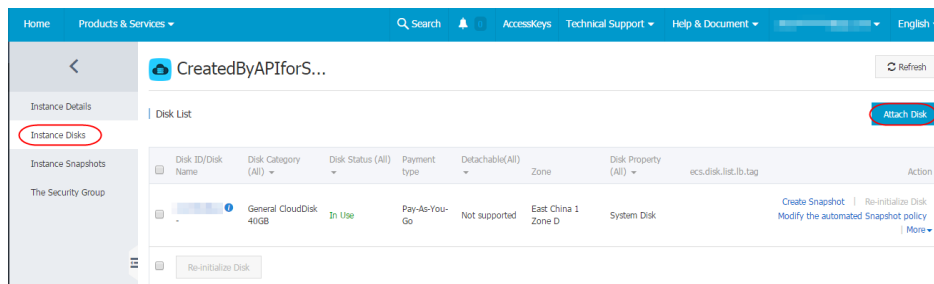 Home Products & Services Search AccessKeys Technical Support Help & Document English
CreatedByAPIforS...
Refresh
Instance Details
Disk List
Attach Disk
Instance Disks
Instance Snapshots
The Security Group
Disk ID/Disk Name Disk Category (All) Disk Status (All) Payment type Detachable(All) Zone Disk Property (All) ecs.disk.list.lb.tag Action
-
General CloudDisk 40GB
In Use
Pay-As-You-Go
Not supported
East China 1 Zone D
System Disk
Create Snapshot | Re-initialize Disk
Modify the automated Snapshot policy
| More
Re-initialize Disk